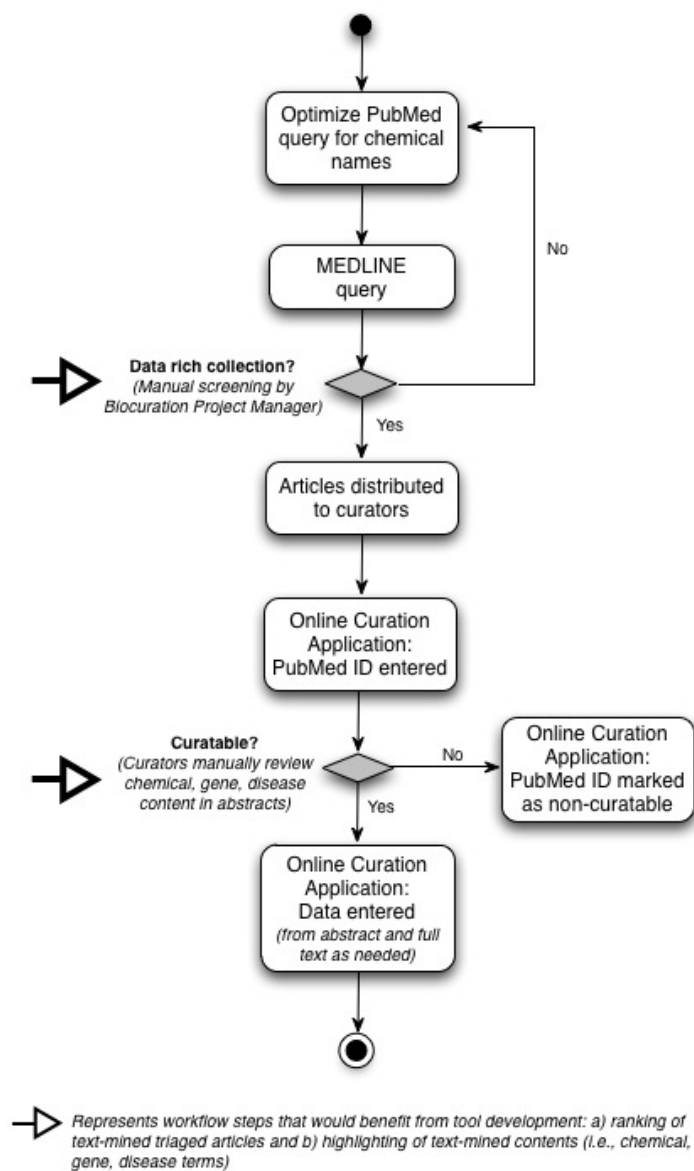 Optimize PubMed
query for chemical
names
No
MEDLINE
query
Data rich collection?
(Manual screening by
Biocuration Project Manager)
Yes
Articles distributed
to curators
Online Curation
Application:
PubMed ID entered
Curatable?
(Curators manually review
chemical, gene, disease
content in abstracts)
No
Online Curation
Application:
PubMed ID marked
as non-curatable
Yes
Online Curation
Application:
Data entered
(from abstract and full
text as needed)
Represents workflow steps that would benefit from tool development: a) ranking of
text-mined triaged articles and b) highlighting of text-mined contents (i.e., chemical,
gene, disease terms)